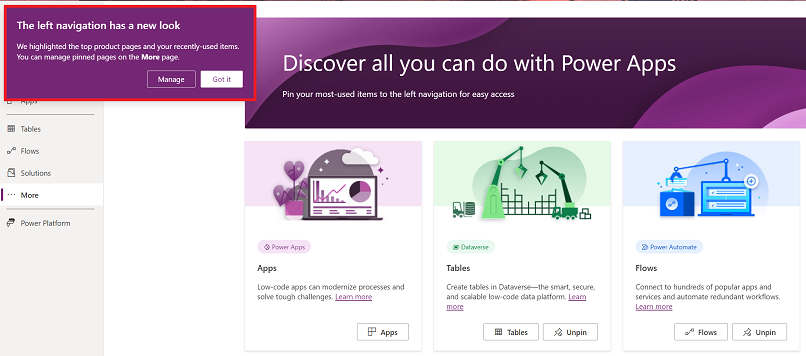 The left navigation has a new look
We highlighted the top product pages and your recently-used items.
You can manage pinned pages on the More page.
Manage
Got it
Apps
Tables
Flows
Solutions
More
Power Platform
Discover all you can do with Power Apps
Pin your most-used items to the left navigation for easy access
Power Apps
Apps
Low-code apps can modernize processes and
solve tough challenges. Learn more
Apps
Dataverse
Tables
Create tables in Dataverse—the smart, secure,
and scalable low-code data platform. Learn
more
Tables
Unpin
Power Automate
Flows
Connect to hundreds of popular apps and
services and automate redundant workflows.
Learn more
Flows
Unpin